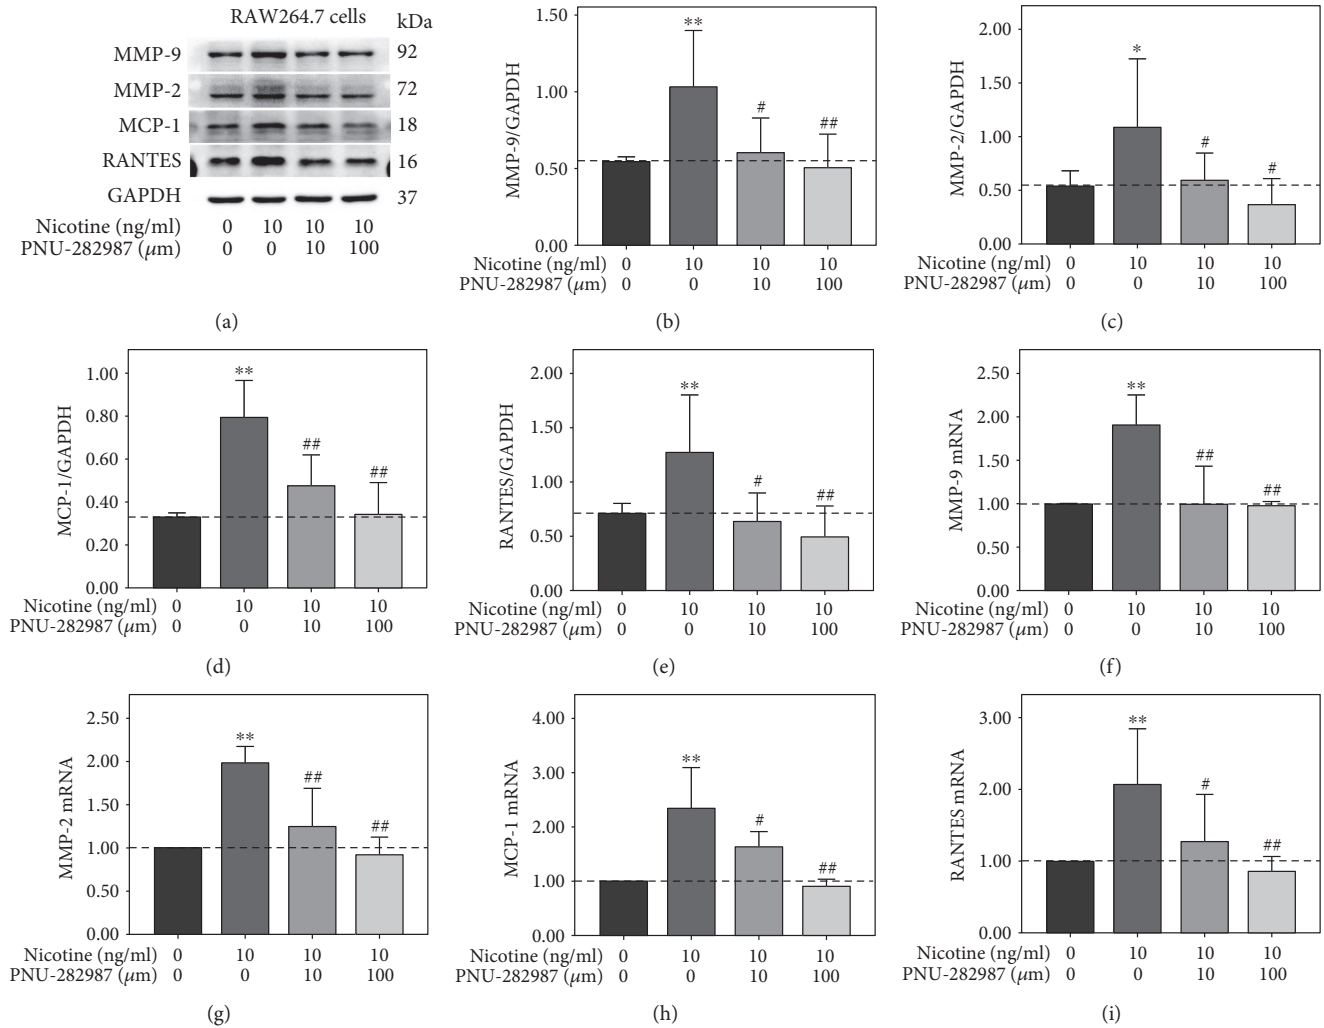 RAW264.7 cells
kDa
MMP-9 92
MMP-2 72
MCP-1 18
RANTES 16
GAPDH 37
Nicotine (ng/ml) 0 10 10 10
PNU-282987 (μm) 0 0 10 100
(a)
MMP-9/GAPDH
1.50
1.00
0.50
0.00
** # ##
Nicotine (ng/ml) 0 10 10 10
PNU-282987 (μm) 0 0 10 100
(b)
MMP-2/GAPDH
2.00
1.50
1.00
0.50
0.00
* # #
Nicotine (ng/ml) 0 10 10 10
PNU-282987 (μm) 0 0 10 100
(c)
MCP-1/GAPDH
1.00
0.80
0.60
0.40
0.20
0.00
** ## ##
Nicotine (ng/ml) 0 10 10 10
PNU-282987 (μm) 0 0 10 100
(d)
RANTES/GAPDH
2.00
1.50
1.00
0.50
0.00
** # ##
Nicotine (ng/ml) 0 10 10 10
PNU-282987 (μm) 0 0 10 100
(e)
MMP-9 mRNA
2.50
2.00
1.50
1.00
0.50
0.00
** ## ##
Nicotine (ng/ml) 0 10 10 10
PNU-282987 (μm) 0 0 10 100
(f)
MMP-2 mRNA
2.50
2.00
1.50
1.00
0.50
0.00
** ## ##
Nicotine (ng/ml) 0 10 10 10
PNU-282987 (μm) 0 0 10 100
(g)
MCP-1 mRNA
4.00
3.00
2.00
1.00
0.00
** # ##
Nicotine (ng/ml) 0 10 10 10
PNU-282987 (μm) 0 0 10 100
(h)
RANTES mRNA
3.00
2.00
1.00
0.00
** # ##
Nicotine (ng/ml) 0 10 10 10
PNU-282987 (μm) 0 0 10 100
(i)